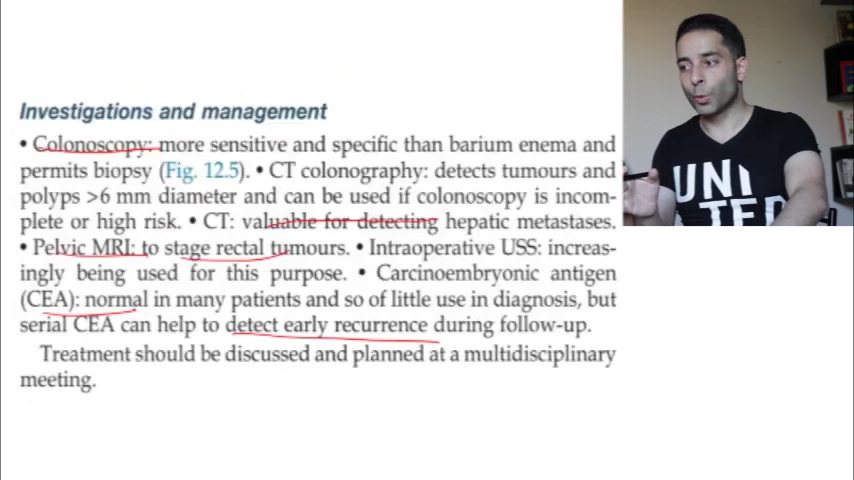 Investigations and management
• Colonoscopy: more sensitive and specific than barium enema and
permits biopsy (Fig. 12.5). • CT colonography: detects tumours and
polyps >6 mm diameter and can be used if colonoscopy is incom-
plete or high risk. • CT: valuable for detecting hepatic metastases.
• Pelvic MRI: to stage rectal tumours. • Intraoperative USS: increas-
ingly being used for this purpose. • Carcinoembryonic antigen
(CEA): normal in many patients and so of little use in diagnosis, but
serial CEA can help to detect early recurrence during follow-up.
Treatment should be discussed and planned at a multidisciplinary
meeting.
UNI
TED